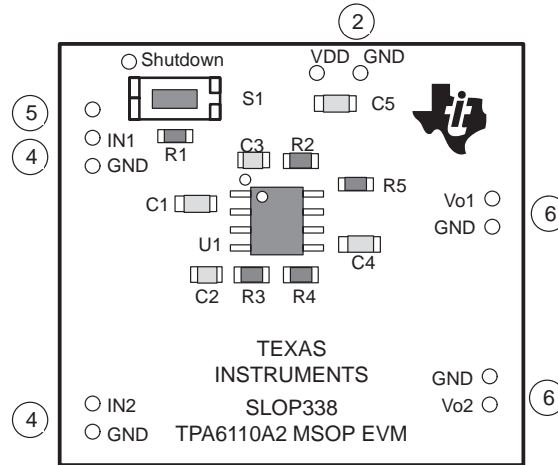 2
Shutdown
VDD GND
S1
C5
5
IN1
4
GND
R1
C3 R2
R5
C1
Vo1
6
GND
U1
C4
C2 R3 R4
TEXAS
INSTRUMENTS
GND
6
IN2
SLOP338
Vo2
4
GND
TPA6110A2 MSOP EVM